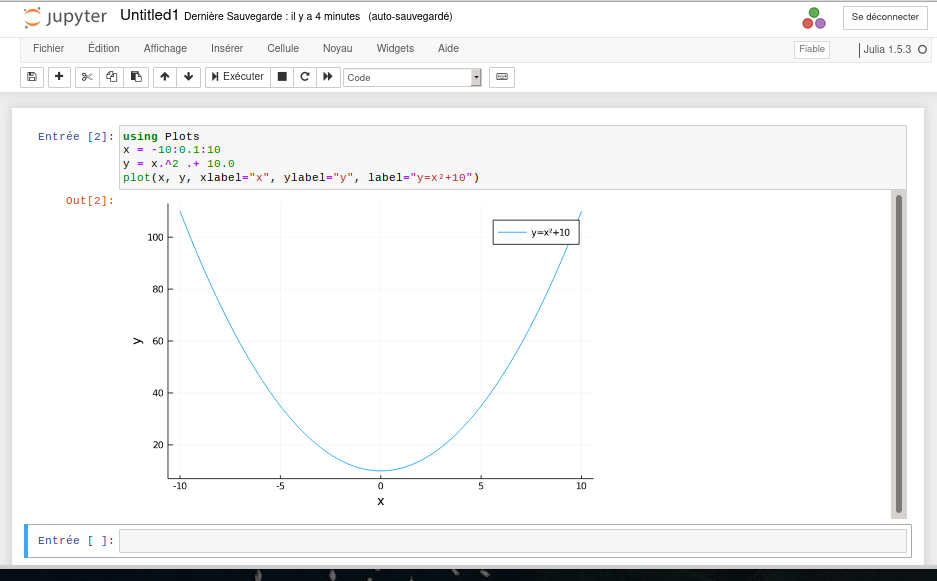 jupyter Untitled1 Dernière Sauvegarde : il y a 4 minutes (auto-sauvegardé)
Se déconnecter
Fichier Édition Affichage Insérer Cellule Noyau Widgets Aide
Fiable Julia 1.5.3
Exécuter Code
Entrée [2]: using Plots
x = -10:0.1:10
y = x.^2 .+ 10.0
plot(x, y, xlabel="x", ylabel="y", label="y=x²+10")
Out[2]:
y=x²+10
100
80
60
40
20
y
-10 -5 0 5 10
x
Entrée [ ]: